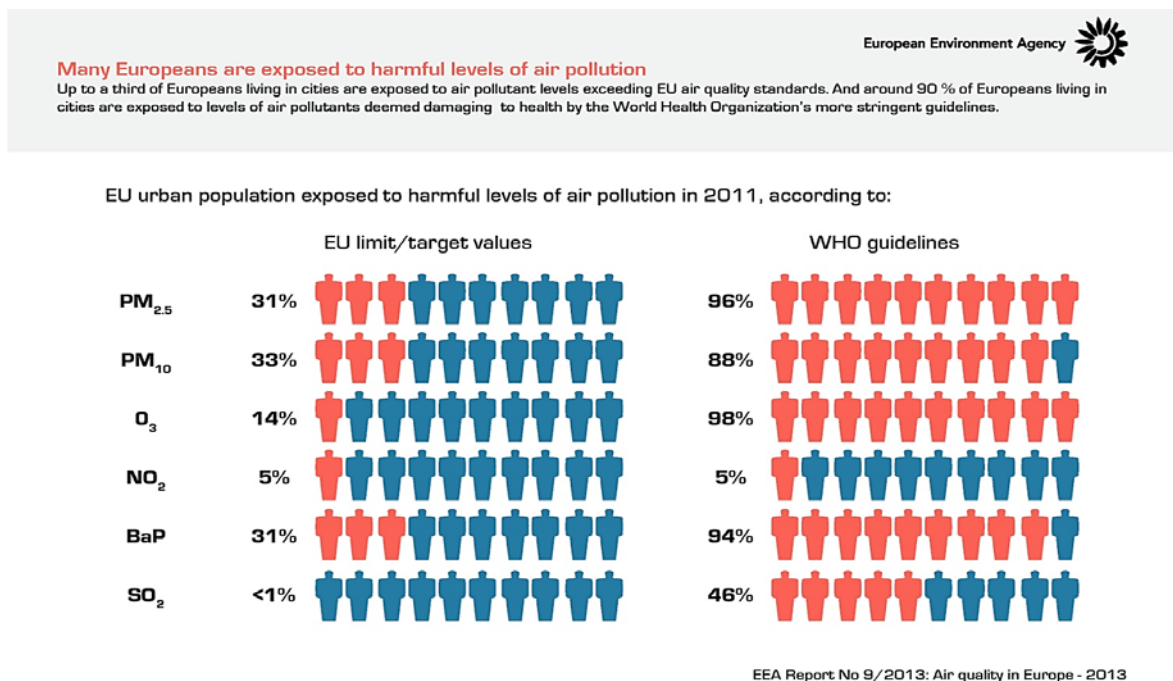 European Environment Agency
Many Europeans are exposed to harmful levels of air pollution
Up to a third of Europeans living in cities are exposed to air pollutant levels exceeding EU air quality standards. And around 90 % of Europeans living in
cities are exposed to levels of air pollutants deemed damaging to health by the World Health Organization's more stringent guidelines.
EU urban population exposed to harmful levels of air pollution in 2011, according to:
EU limit/target values WHO guidelines
PM2.5 31% 96%
PM10 33% 88%
O3 14% 98%
NO2 5% 5%
BaP 31% 94%
SO2 <1% 46%
EEA Report No 9/2013: Air quality in Europe - 2013